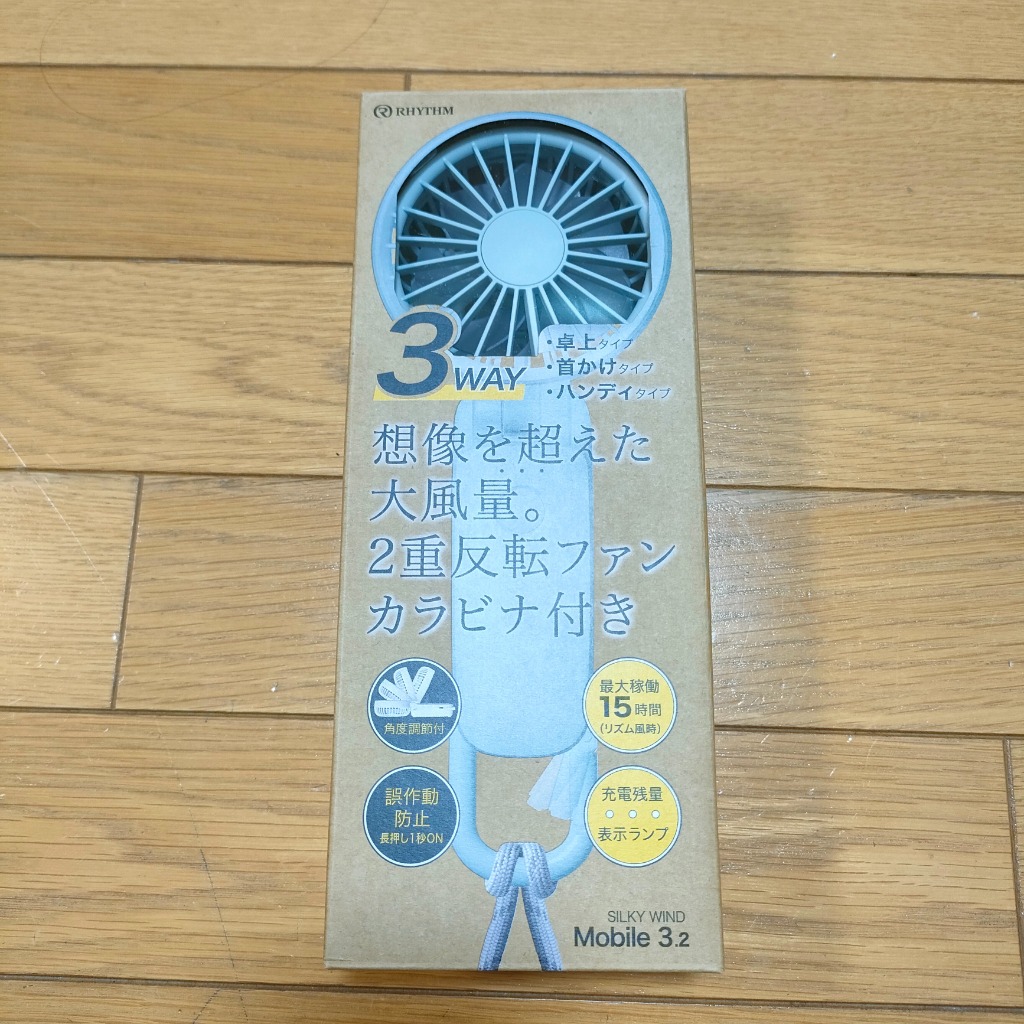 RHYTHM
3WAY
・卓上タイプ
・首かけタイプ
・ハンディタイプ
想像を超えた
大風量。
2重反転ファン
カラビナ付き
角度調節付
最大稼働
15時間
(リズム風時)
誤作動
防止
長押し1秒ON
充電残量
表示ランプ
SILKY WIND
Mobile 3.2